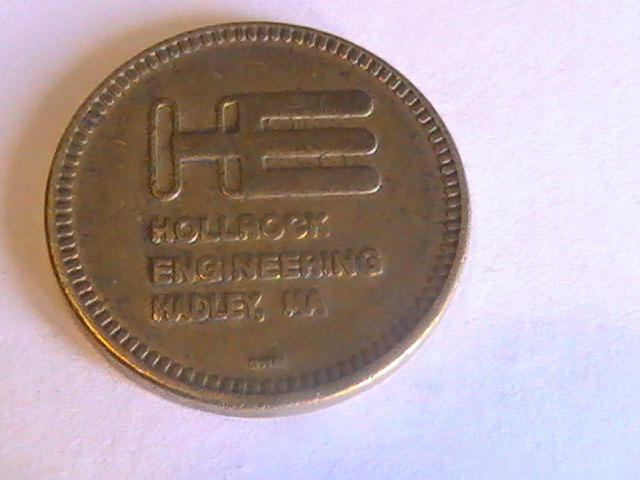 HE
HOLLROCK
ENGINEERING
HADLEY, MA